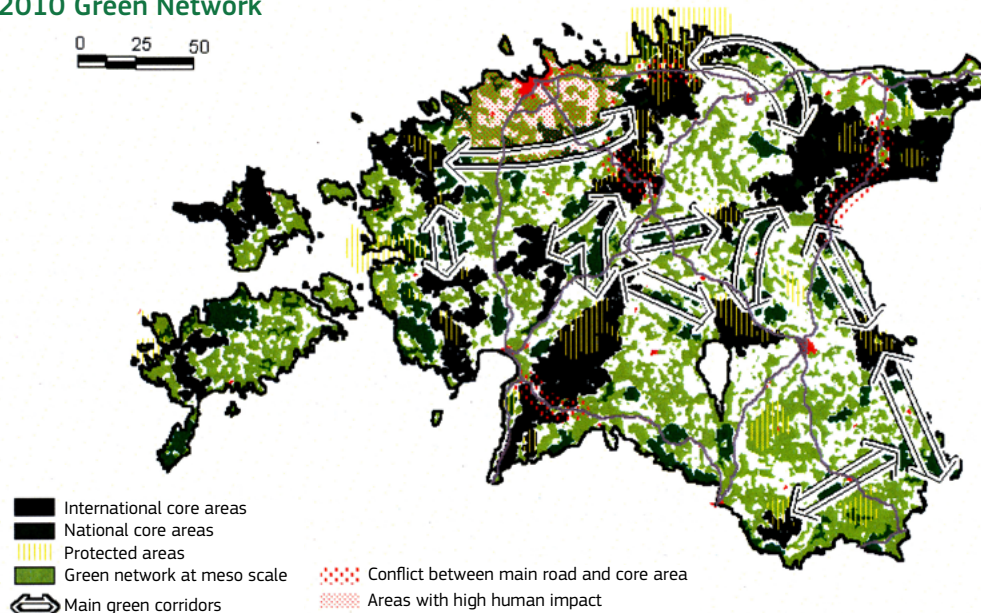 2010 Green Network
0 25 50
International core areas
National core areas
Protected areas
Green network at meso scale
Main green corridors
Conflict between main road and core area
Areas with high human impact